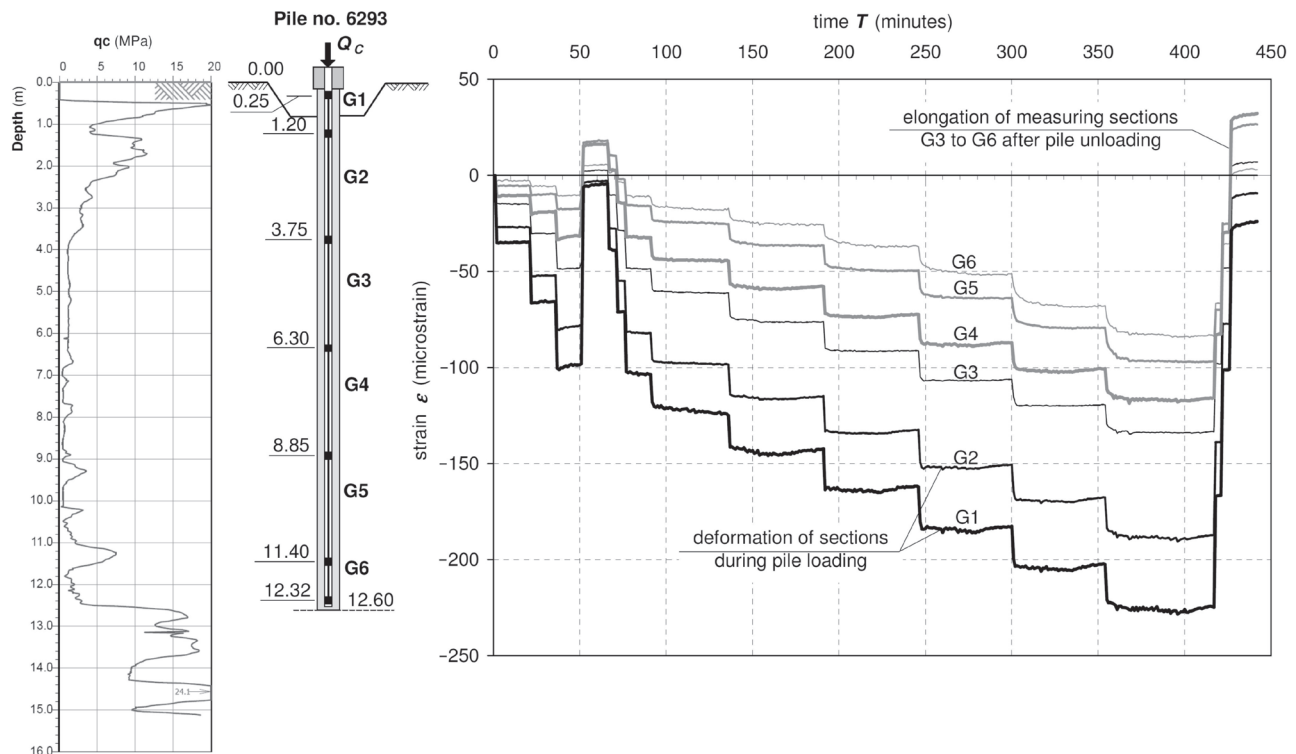 Pile no. 6293
Q c
qc (MPa)
0 5 10 15 20
Depth (m)
0.0
1.0
2.0
3.0
4.0
5.0
6.0
7.0
8.0
9.0
10.0
11.0
12.0
13.0
14.0
15.0
16.0
24.1
0.00
0.25
1.20
3.75
6.30
8.85
11.40
12.32
12.60
G1
G2
G3
G4
G5
G6
time T (minutes)
0 50 100 150 200 250 300 350 400 450
strain ε (microstrain)
50
0
−50
−100
−150
−200
−250
elongation of measuring sections
G3 to G6 after pile unloading
G6
G5
G4
G3
G2
G1
deformation of sections
during pile loading